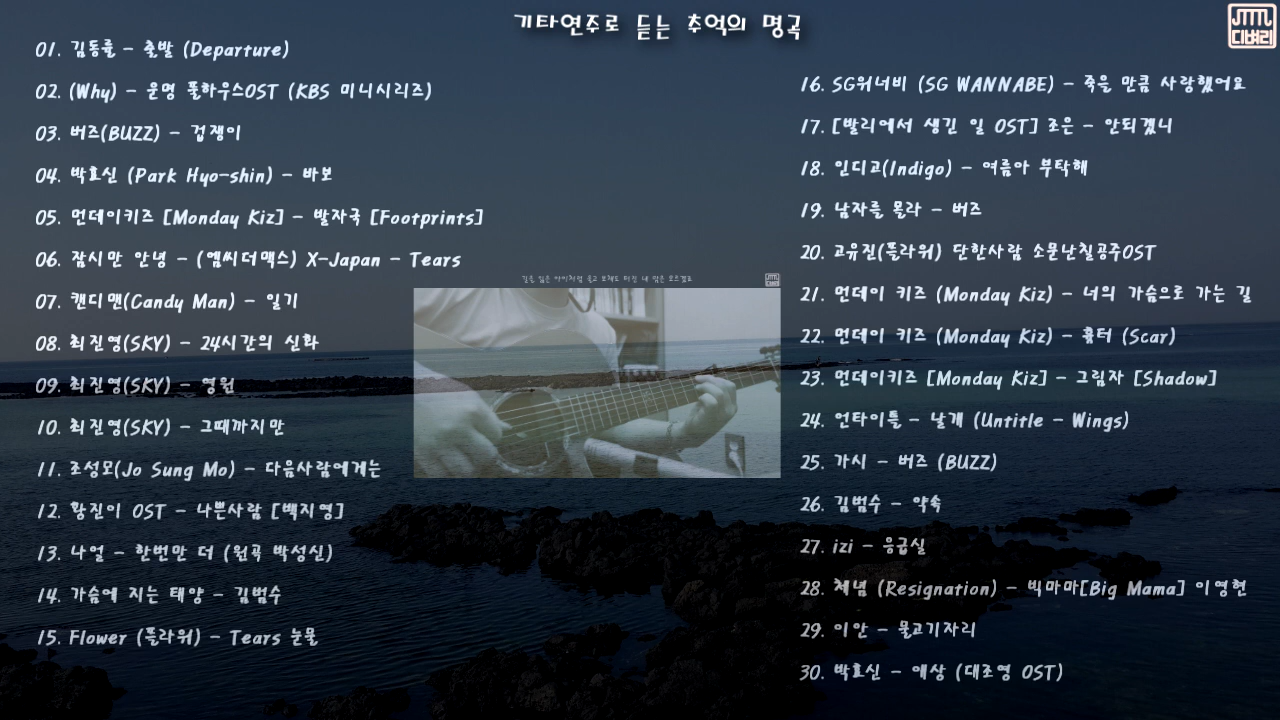 기타연주로 듣는 추억의 명곡
JTTL
디벼리
01. 김동률 - 출발 (Departure)
02. (Why) - 운명 풀하우스OST (KBS 미니시리즈)
03. 버즈(BUZZ) - 겁쟁이
04. 박효신 (Park Hyo-shin) - 바보
05. 먼데이키즈 [Monday Kiz] - 발자국 [Footprints]
06. 잠시만 안녕 - (엠씨더맥스) X-Japan - Tears
07. 캔디맨(Candy Man) - 일기
08. 최진영(SKY) - 24시간의 신화
09. 최진영(SKY) - 영원
10. 최진영(SKY) - 그때까지만
11. 조성모(Jo Sung Mo) - 다음사람에게는
12. 황진이 OST - 나쁜사람 [백지영]
13. 나얼 - 한번만 더 (원곡 박성신)
14. 가슴에 지는 태양 - 김범수
15. Flower (플라워) - Tears 눈물
16. SG워너비 (SG WANNABE) - 죽을 만큼 사랑했어요
17. [발리에서 생긴 일 OST] 조은 - 안되겠니
18. 인디고(Indigo) - 여름아 부탁해
19. 남자를 몰라 - 버즈
20. 고유진(플라워) 단한사람 소문난칠공주OST
21. 먼데이 키즈 (Monday Kiz) - 너의 가슴으로 가는 길
22. 먼데이 키즈 (Monday Kiz) - 흉터 (Scar)
23. 먼데이키즈 [Monday Kiz] - 그림자 [Shadow]
24. 언타이틀 - 날개 (Untitle - Wings)
25. 가시 - 버즈 (BUZZ)
26. 김범수 - 약속
27. izi - 응급실
28. 체념 (Resignation) - 빅마마[Big Mama] 이영현
29. 이안 - 물고기자리
30. 박효신 - 애상 (대조영 OST)